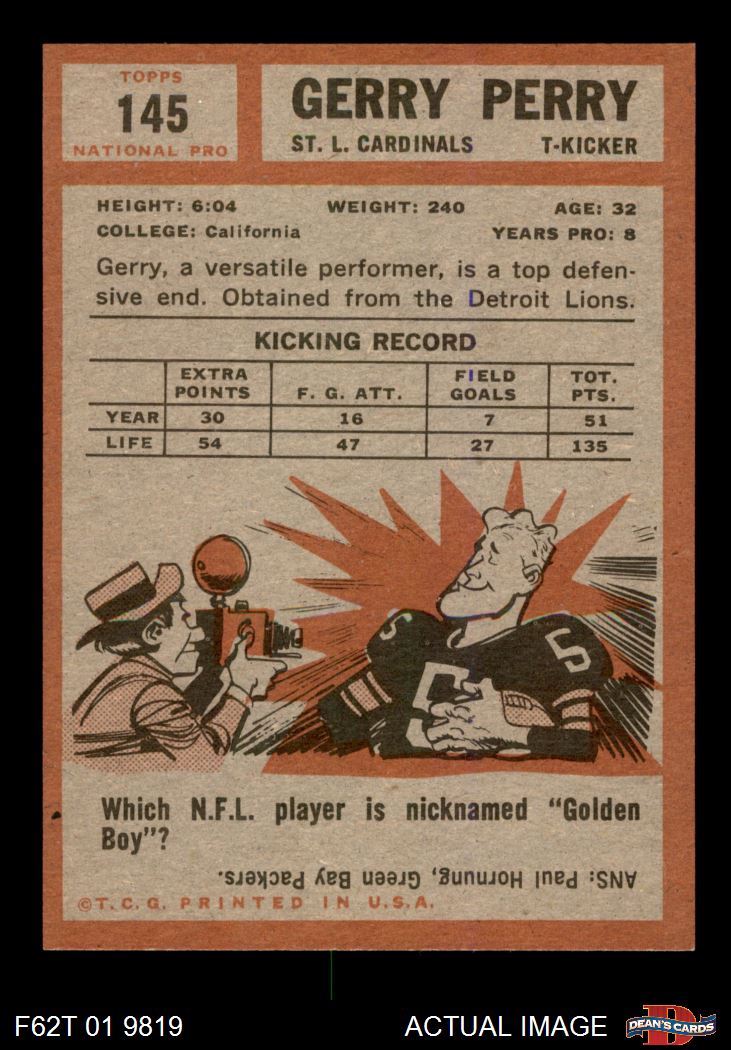 TOPPS
145
NATIONAL PRO
GERRY PERRY
ST. L. CARDINALS T-KICKER
HEIGHT: 6:04 WEIGHT: 240 AGE: 32
COLLEGE: California YEARS PRO: 8
Gerry, a versatile performer, is a top defen-
sive end. Obtained from the Detroit Lions.
KICKING RECORD
EXTRA POINTS F. G. ATT. FIELD GOALS TOT. PTS.
YEAR 30 16 7 51
LIFE 54 47 27 135
5 5 5
Which N.F.L. player is nicknamed "Golden
Boy"?
ANS: Paul Hornung, Green Bay Packers.
©T.C.G. PRINTED IN U.S.A.
F62T 01 9819 ACTUAL IMAGE
D
DEAN'S CARDS